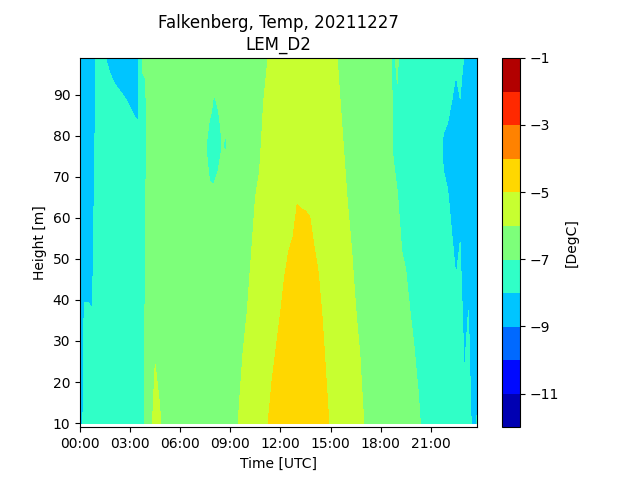 Falkenberg, Temp, 20211227
LEM_D2
90
80
70
60
50
40
30
20
10
Height [m]
00:00 03:00 06:00 09:00 12:00 15:00 18:00 21:00
Time [UTC]
−1
−3
−5
−7
−9
−11
[DegC]